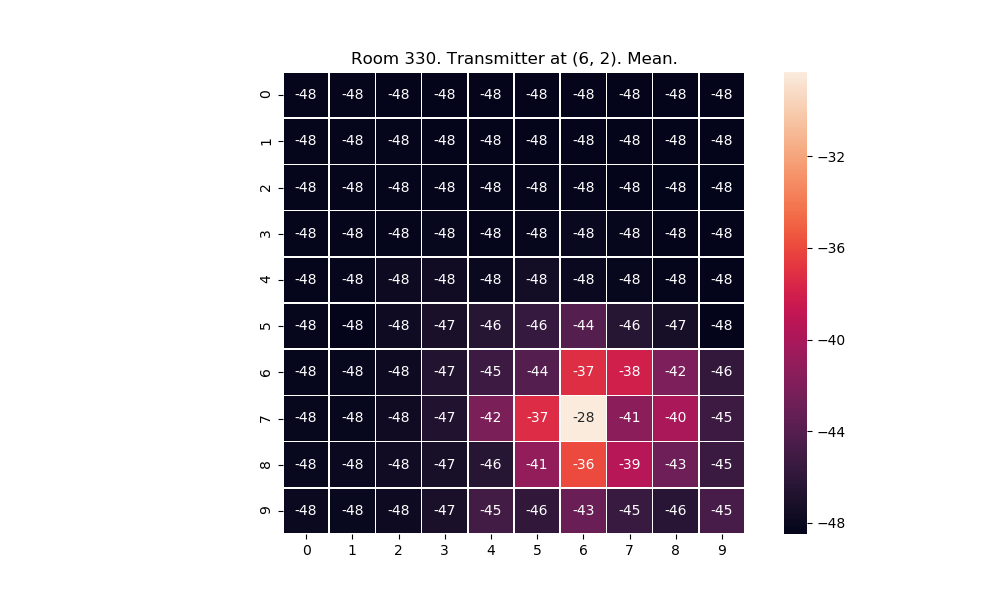 Room 330. Transmitter at (6, 2). Mean.
0 -48 -48 -48 -48 -48 -48 -48 -48 -48 -48
1 -48 -48 -48 -48 -48 -48 -48 -48 -48 -48
−32
2 -48 -48 -48 -48 -48 -48 -48 -48 -48 -48
3 -48 -48 -48 -48 -48 -48 -48 -48 -48 -48
−36
4 -48 -48 -48 -48 -48 -48 -48 -48 -48 -48
5 -48 -48 -48 -47 -46 -46 -44 -46 -47 -48
−40
6 -48 -48 -48 -47 -45 -44 -37 -38 -42 -46
7 -48 -48 -48 -47 -42 -37 -28 -41 -40 -45
−44
8 -48 -48 -48 -47 -46 -41 -36 -39 -43 -45
9 -48 -48 -48 -47 -45 -46 -43 -45 -46 -45
−48
0 1 2 3 4 5 6 7 8 9